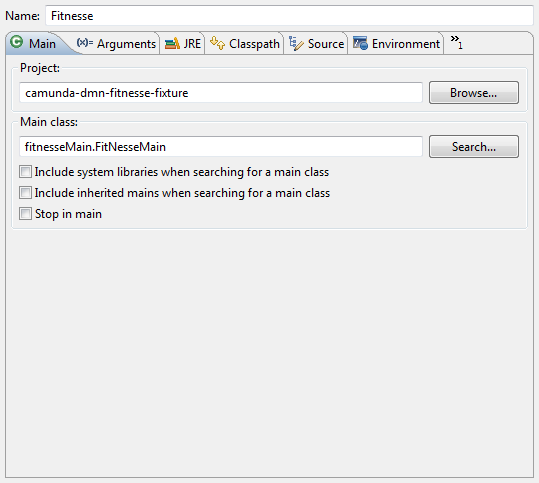 Name: Fitnesse
Main (x)= Arguments JRE Classpath Source Environment »1
Project:
camunda-dmn-fitnesse-fixture Browse...
Main class:
fitnesseMain.FitNesseMain Search...
Include system libraries when searching for a main class
Include inherited mains when searching for a main class
Stop in main